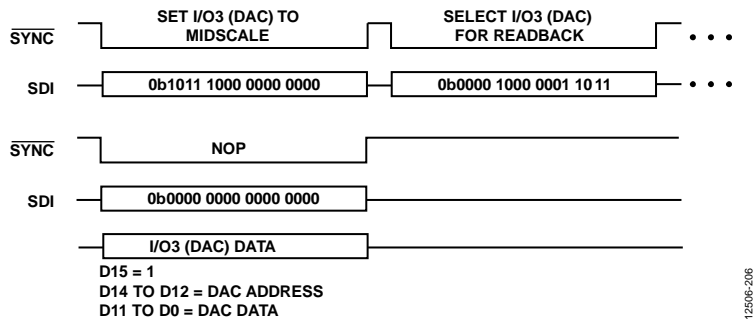 SET I/O3 (DAC) TO
MIDSCALE
SELECT I/O3 (DAC)
FOR READBACK
SYNC
SDI
0b1011 1000 0000 0000
0b0000 1000 0001 1011
SYNC
NOP
SDI
0b0000 0000 0000 0000
I/O3 (DAC) DATA
D15 = 1
D14 TO D12 = DAC ADDRESS
D11 TO D0 = DAC DATA
12506-206